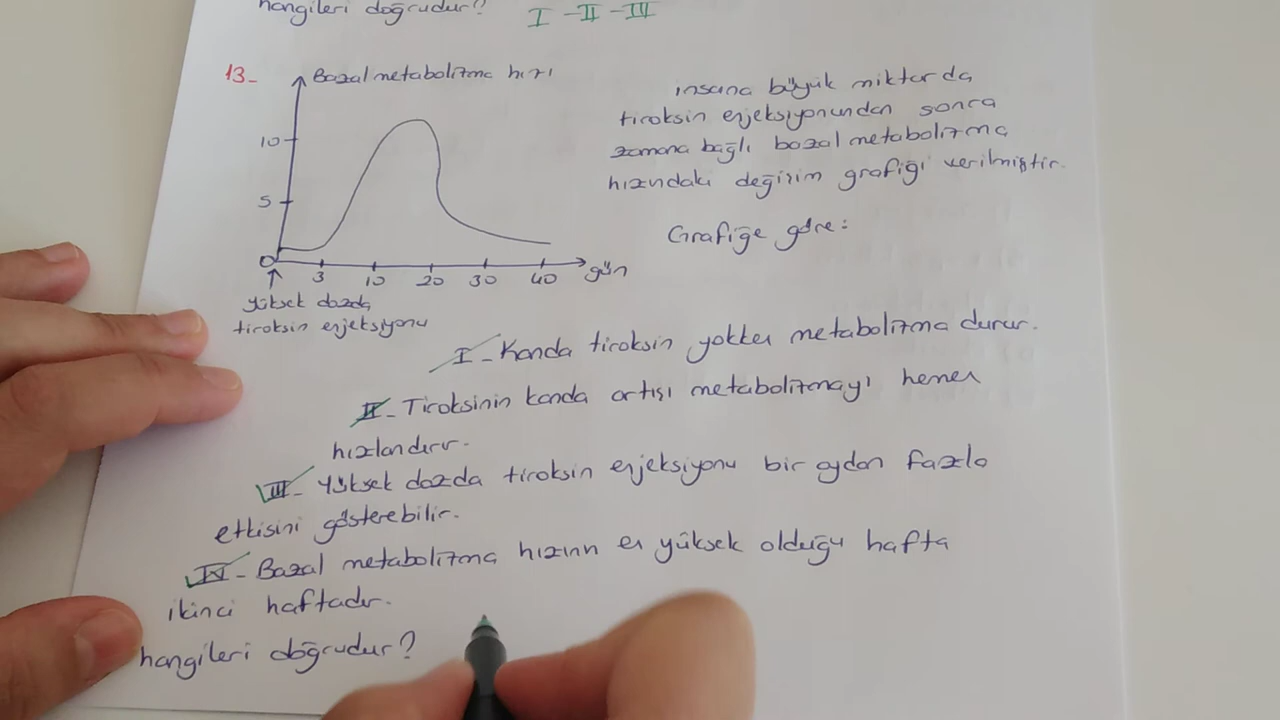 hangileri doğrudur? I - II - III
13-
Bazal metabolizma hızı
10
5
0
3 10 20 30 40 gün
yüksek dozda
tiroksin enjeksiyonu
insana büyük miktarda
tiroksin enjeksiyonundan sonra
zamana bağlı bazal metabolizma
hızındaki değişim grafiği verilmiştir.
Grafiğe göre:
I - Kanda tiroksin yokken metabolizma durur.
II - Tiroksinin kanda artışı metabolizmayı hemen
hızlandırır.
III - Yüksek dozda tiroksin enjeksiyonu bir aydan fazla
etkisini gösterebilir.
IV - Bazal metabolizma hızının en yüksek olduğu hafta
ikinci haftadır.
hangileri doğrudur?